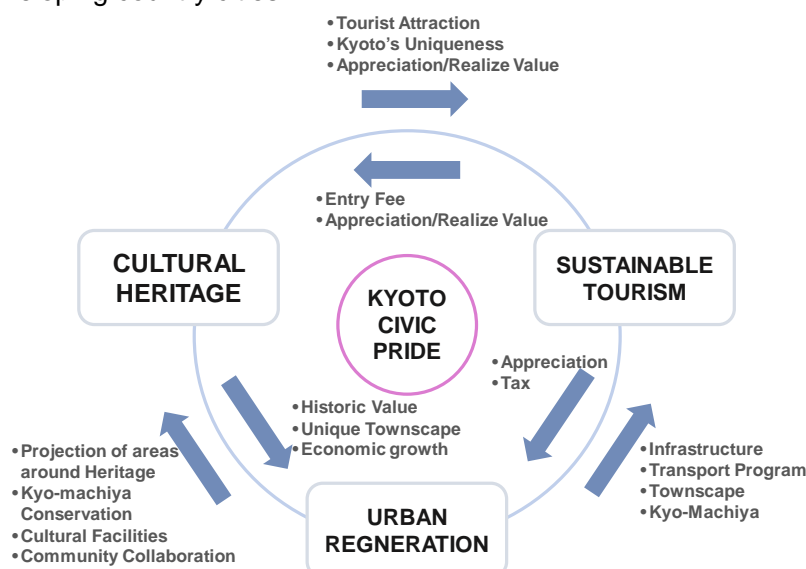 •Tourist Attraction
•Kyoto's Uniqueness
•Appreciation/Realize Value
•Entry Fee
•Appreciation/Realize Value
CULTURAL
HERITAGE
KYOTO
CIVIC
PRIDE
SUSTAINABLE
TOURISM
•Appreciation
•Tax
•Historic Value
•Unique Townscape
•Economic growth
•Projection of areas
around Heritage
•Kyo-machiya
Conservation
•Cultural Facilities
•Community Collaboration
•Infrastructure
•Transport Program
•Townscape
•Kyo-Machiya
URBAN
REGNERATION